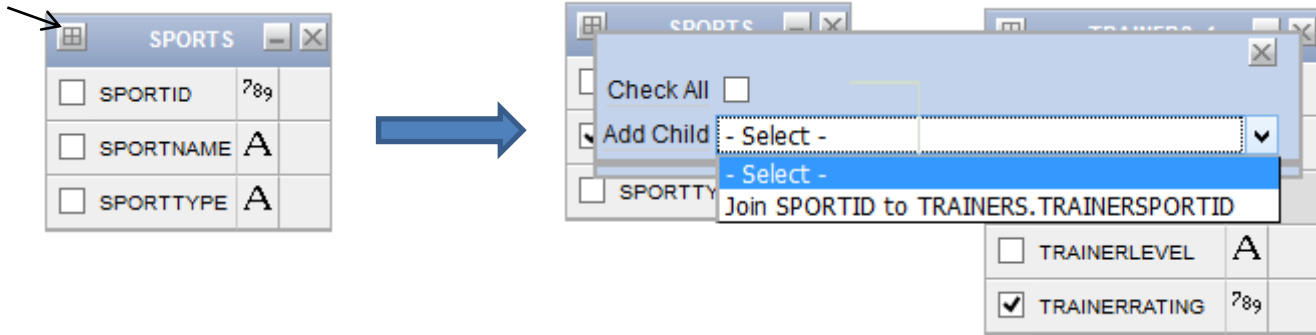 SPORTS
SPORTID 789
SPORTNAME A
SPORTTYPE A
SPORTS
Check All
Add Child - Select -
- Select -
Join SPORTID to TRAINERS.TRAINERSPORTID
SPORTTY
TRAINERLEVEL A
TRAINERRATING 789